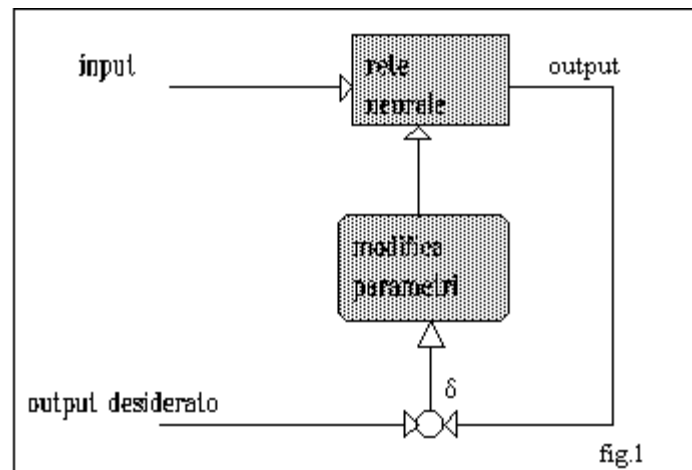 input
rete
neurale
output
modifica
parametri
δ
output desiderato
fig.1